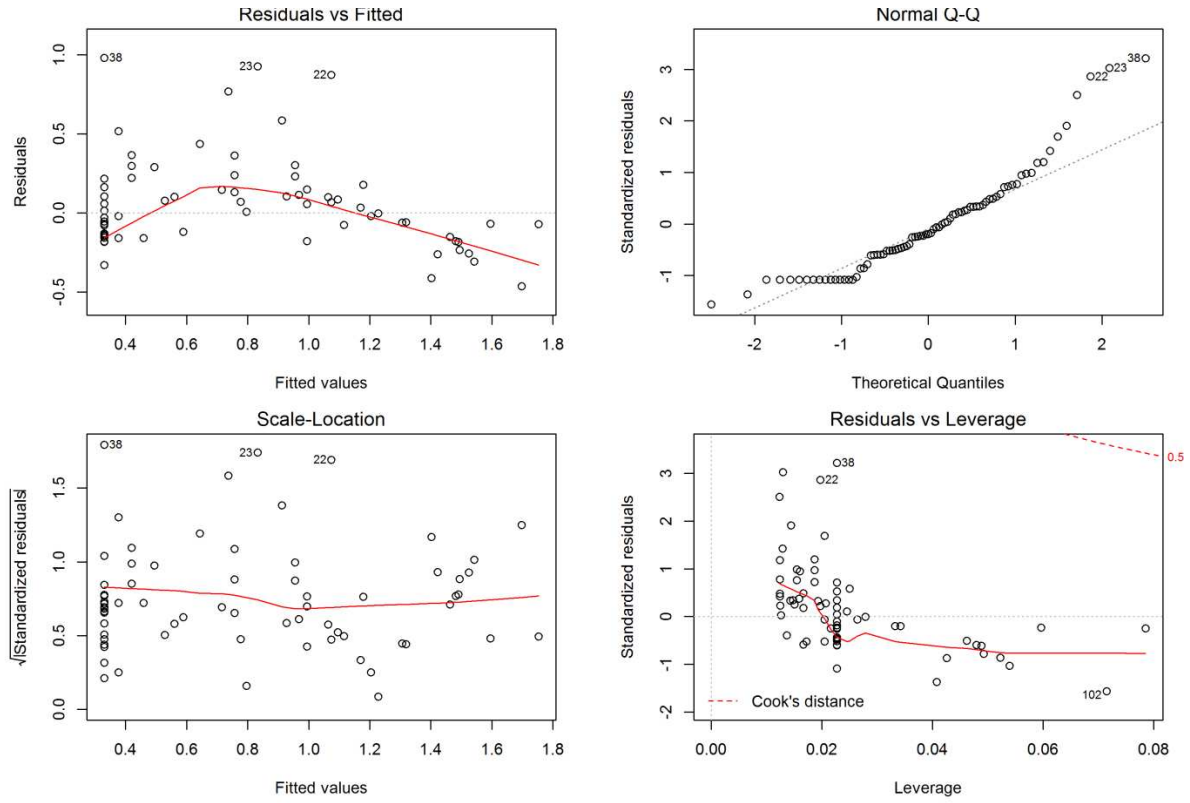 Residuals vs Fitted
Residuals
1.0
0.5
0.0
-0.5
38
23
22
0.4 0.6 0.8 1.0 1.2 1.4 1.6 1.8
Fitted values
Normal Q-Q
Standardized residuals
3
2
1
0
-1
38
23
22
-2 -1 0 1 2
Theoretical Quantiles
Scale-Location
√|Standardized residuals|
1.5
1.0
0.5
0.0
38
23
22
0.4 0.6 0.8 1.0 1.2 1.4 1.6 1.8
Fitted values
Residuals vs Leverage
Standardized residuals
3
2
1
0
-1
-2
0.5
38
22
102
Cook's distance
0.00 0.02 0.04 0.06 0.08
Leverage